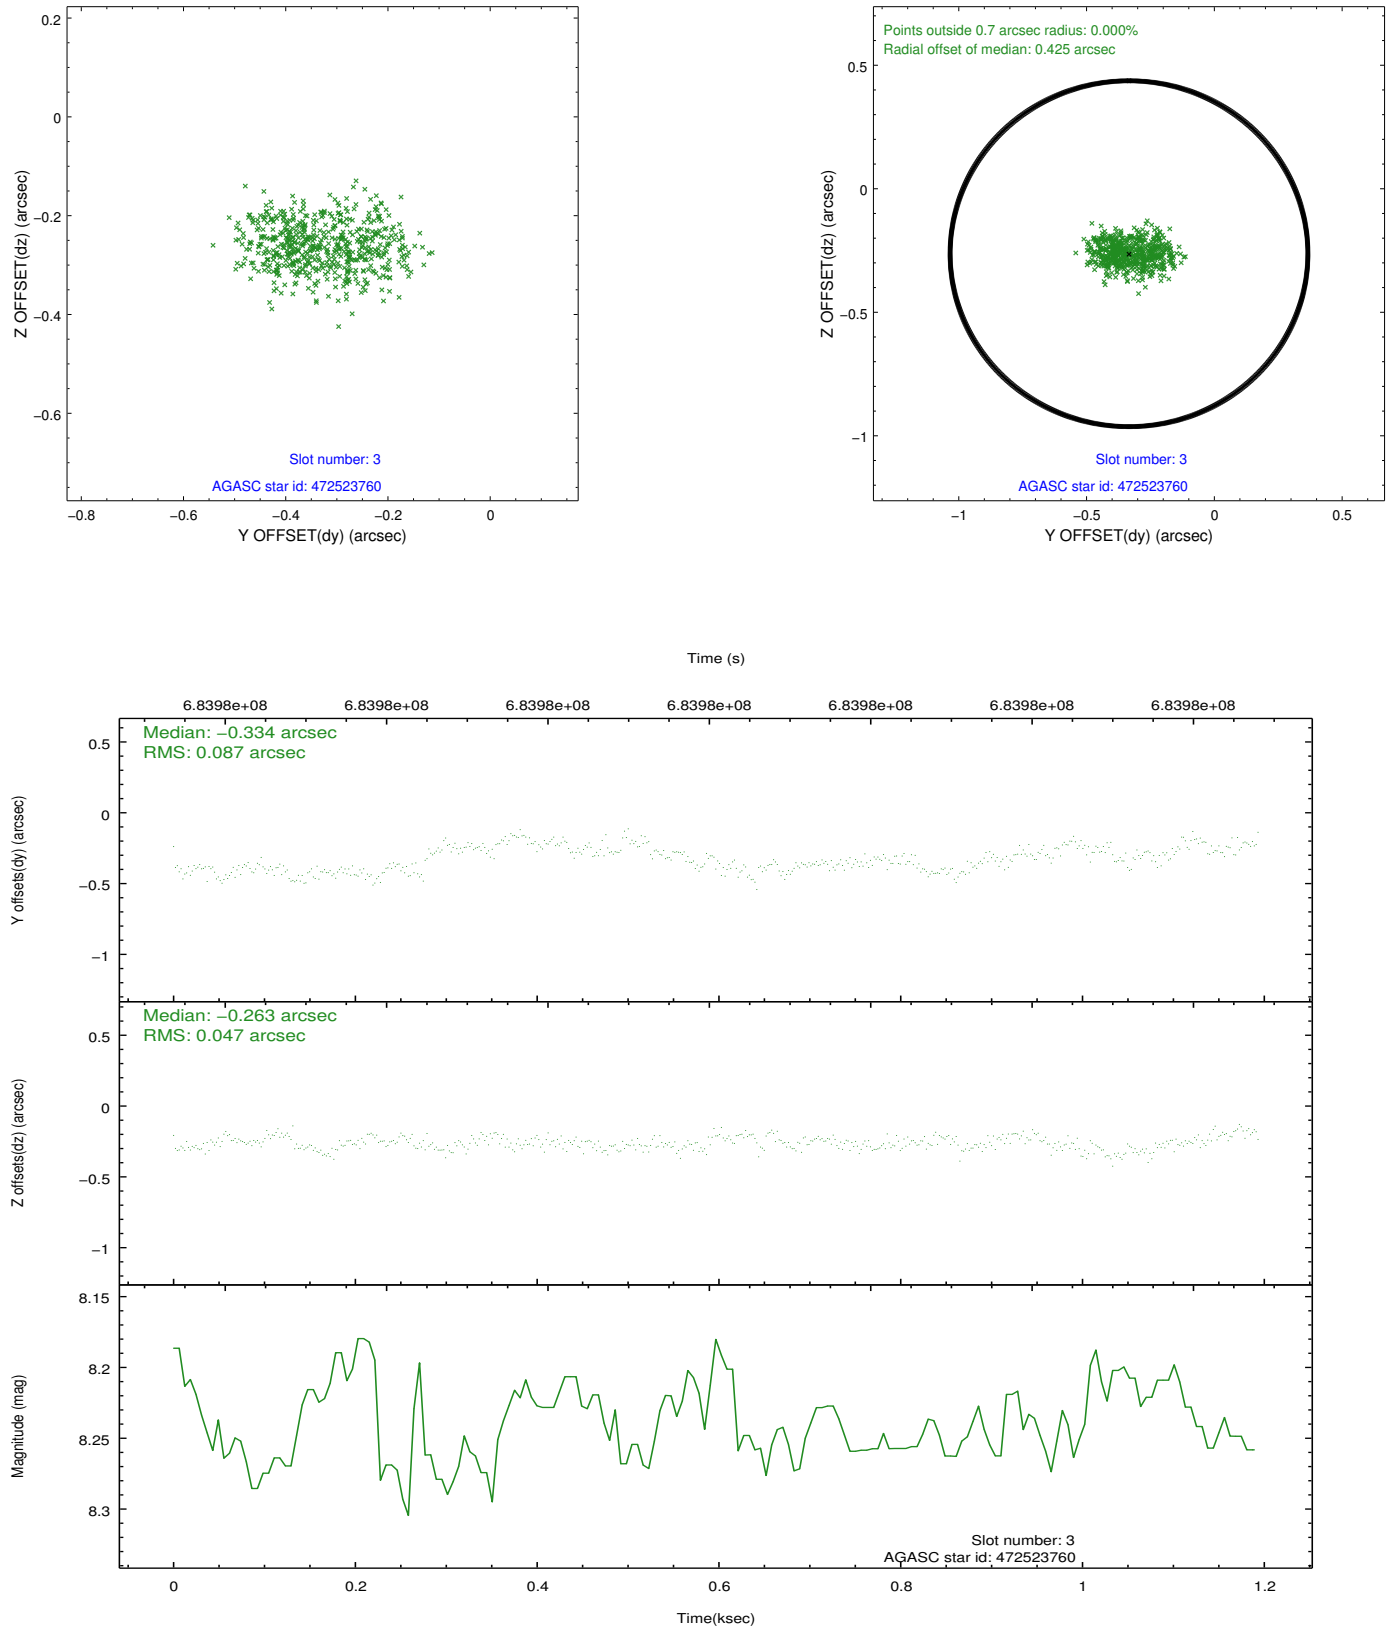 0.2
0
−0.2
−0.4
−0.6
Z OFFSET(dz) (arcsec)
Slot number: 3
AGASC star id: 472523760
−0.8
−0.6
−0.4
−0.2
0
Y OFFSET(dy) (arcsec)
Points outside 0.7 arcsec radius: 0.000%
Radial offset of median: 0.425 arcsec
0.5
0
−0.5
−1
Z OFFSET(dz) (arcsec)
Slot number: 3
AGASC star id: 472523760
−1
−0.5
0
0.5
Y OFFSET(dy) (arcsec)
Time (s)
6.8398e+08
6.8398e+08
6.8398e+08
6.8398e+08
6.8398e+08
6.8398e+08
6.8398e+08
Median: −0.334 arcsec
RMS: 0.087 arcsec
0.5
0
−0.5
−1
Y offsets(dy) (arcsec)
Median: −0.263 arcsec
RMS: 0.047 arcsec
0.5
0
−0.5
−1
Z offsets(dz) (arcsec)
8.15
8.2
8.25
8.3
Magnitude (mag)
Slot number: 3
AGASC star id: 472523760
0
0.2
0.4
0.6
0.8
1
1.2
Time(ksec)